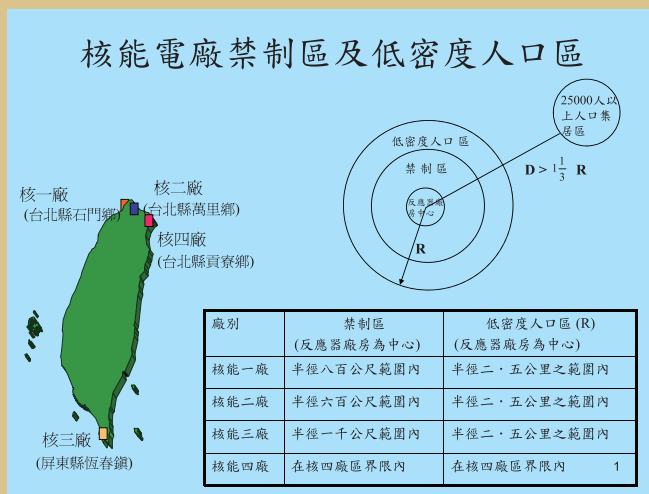 核能電廠禁制區及低密度人口區
25000人以
上人口集
居區
低密度人口 區
禁 制 區
反應器廠
房中心
D > 1 1/3 R
R
核一廠
(台北縣石門鄉)
核二廠
(台北縣萬里鄉)
核四廠
(台北縣貢寮鄉)
核三廠
(屏東縣恆春鎮)
廠別 禁制區 低密度人口區 (R)
(反應器廠房為中心) (反應器廠房為中心)
核能一廠 半徑八百公尺範圍內 半徑二．五公里之範圍內
核能二廠 半徑六百公尺範圍內 半徑二．五公里之範圍內
核能三廠 半徑一千公尺範圍內 半徑二．五公里之範圍內
核能四廠 在核四廠區界限內 在核四廠區界限內 1